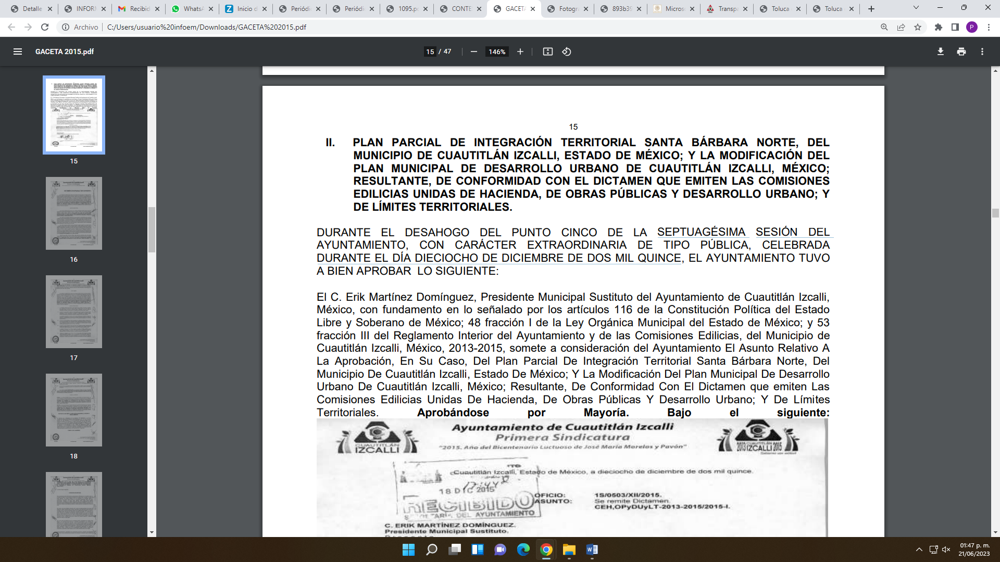 Detalle
INFORM
Recibid
WhatsA
Inicio d
Periódi
Periódi
1095.pd
CONTE
GACETA
Fotogr
893b39
Micros
Transpa
Toluca
Toluca
Archivo C:/Users/usuario%20infoem/Downloads/GACETA%202015.pdf
P
GACETA 2015.pdf
15 / 47
146%
15
16
17
18
15
II. PLAN PARCIAL DE INTEGRACIÓN TERRITORIAL SANTA BÁRBARA NORTE, DEL
MUNICIPIO DE CUAUTITLÁN IZCALLI, ESTADO DE MÉXICO; Y LA MODIFICACIÓN DEL
PLAN MUNICIPAL DE DESARROLLO URBANO DE CUAUTITLÁN IZCALLI, MÉXICO;
RESULTANTE, DE CONFORMIDAD CON EL DICTAMEN QUE EMITEN LAS COMISIONES
EDILICIAS UNIDAS DE HACIENDA, DE OBRAS PÚBLICAS Y DESARROLLO URBANO; Y
DE LÍMITES TERRITORIALES.
DURANTE EL DESAHOGO DEL PUNTO CINCO DE LA SEPTUAGÉSIMA SESIÓN DEL
AYUNTAMIENTO, CON CARÁCTER EXTRAORDINARIA DE TIPO PÚBLICA, CELEBRADA
DURANTE EL DÍA DIECIOCHO DE DICIEMBRE DE DOS MIL QUINCE, EL AYUNTAMIENTO TUVO
A BIEN APROBAR LO SIGUIENTE:
El C. Erik Martínez Domínguez, Presidente Municipal Sustituto del Ayuntamiento de Cuautitlán Izcalli,
México, con fundamento en lo señalado por los artículos 116 de la Constitución Política del Estado
Libre y Soberano de México; 48 fracción I de la Ley Orgánica Municipal del Estado de México; y 53
fracción III del Reglamento Interior del Ayuntamiento y de las Comisiones Edilicias, del Municipio de
Cuautitlán Izcalli, México, 2013-2015, somete a consideración del Ayuntamiento El Asunto Relativo A
La Aprobación, En Su Caso, Del Plan Parcial De Integración Territorial Santa Bárbara Norte, Del
Municipio De Cuautitlán Izcalli, Estado De México; Y La Modificación Del Plan Municipal De Desarrollo
Urbano De Cuautitlán Izcalli, México; Resultante, De Conformidad Con El Dictamen que emiten Las
Comisiones Edilicias Unidas De Hacienda, De Obras Públicas Y Desarrollo Urbano; Y De Límites
Territoriales. Aprobándose por Mayoría. Bajo el siguiente:
Ayuntamiento de Cuautitlán Izcalli
Primera Sindicatura
"2015. Año del Bicentenario Luctuoso de José María Morelos y Pavón"
CUAUTITLÁN
IZCALLI
CUAUTITLÁN
2013 IZCALLI 2015
Cuautitlán Izcalli, Estado de México, a dieciocho de diciembre de dos mil quince.
18 DIC 2015
RECIBIDO
DEL AYUNTAMIENTO
OFICIO: 1S/0503/XII/2015.
ASUNTO: Se remite Dictamen.
CEH,OPyDUyLT-2013-2015/2015-I.
C. ERIK MARTÍNEZ DOMÍNGUEZ.
Presidente Municipal Sustituto.
01:47 p. m.
21/06/2023